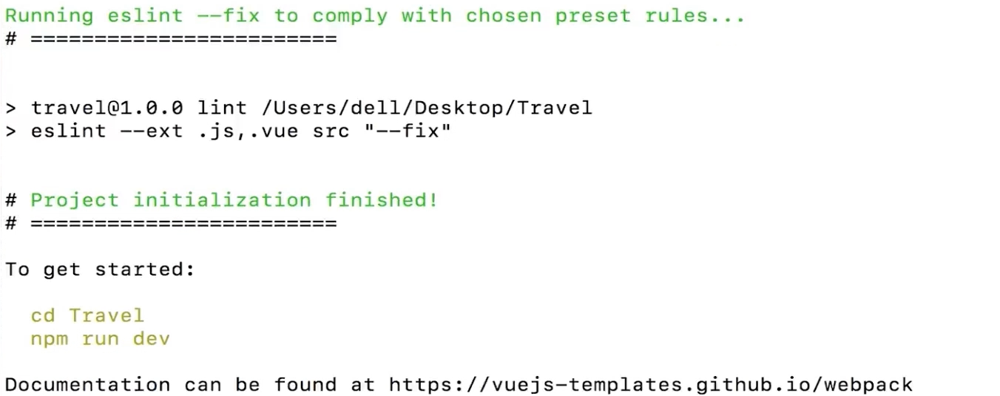 Running eslint --fix to comply with chosen preset rules...
# ========================
> travel@1.0.0 lint /Users/dell/Desktop/Travel
> eslint --ext .js,.vue src "--fix"
# Project initialization finished!
# ========================
To get started:
cd Travel
npm run dev
Documentation can be found at https://vuejs-templates.github.io/webpack